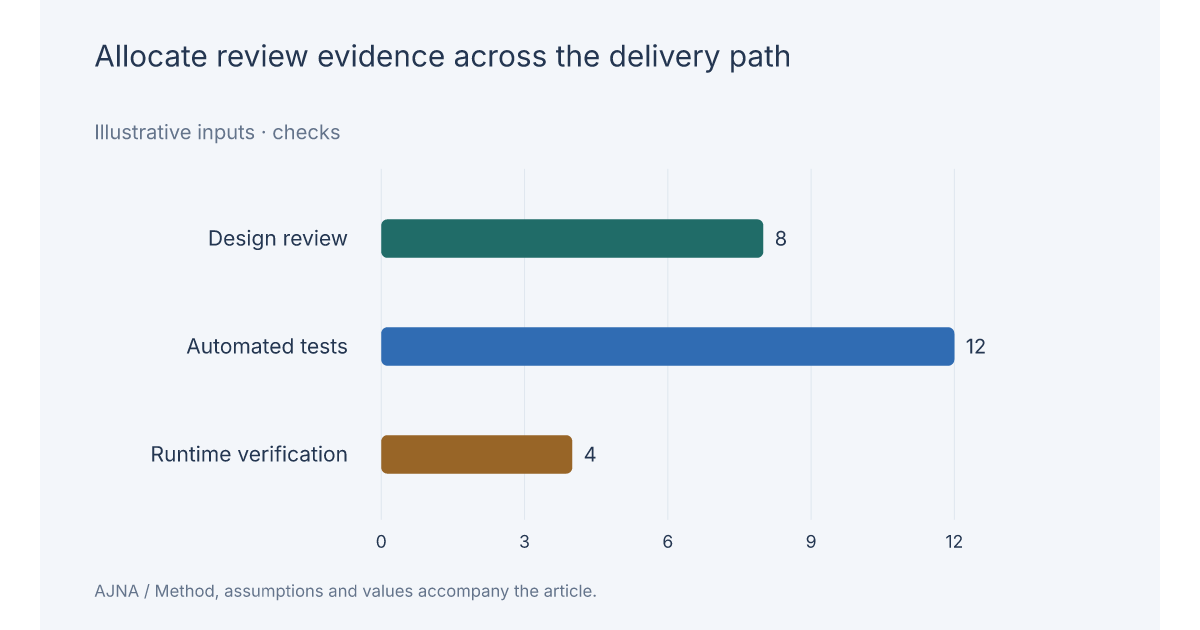 Allocate review evidence across the delivery path
Illustrative inputs · checks
Design review 8
Automated tests 12
Runtime verification 4
0 3 6 9 12
AJNA / Method, assumptions and values accompany the article.